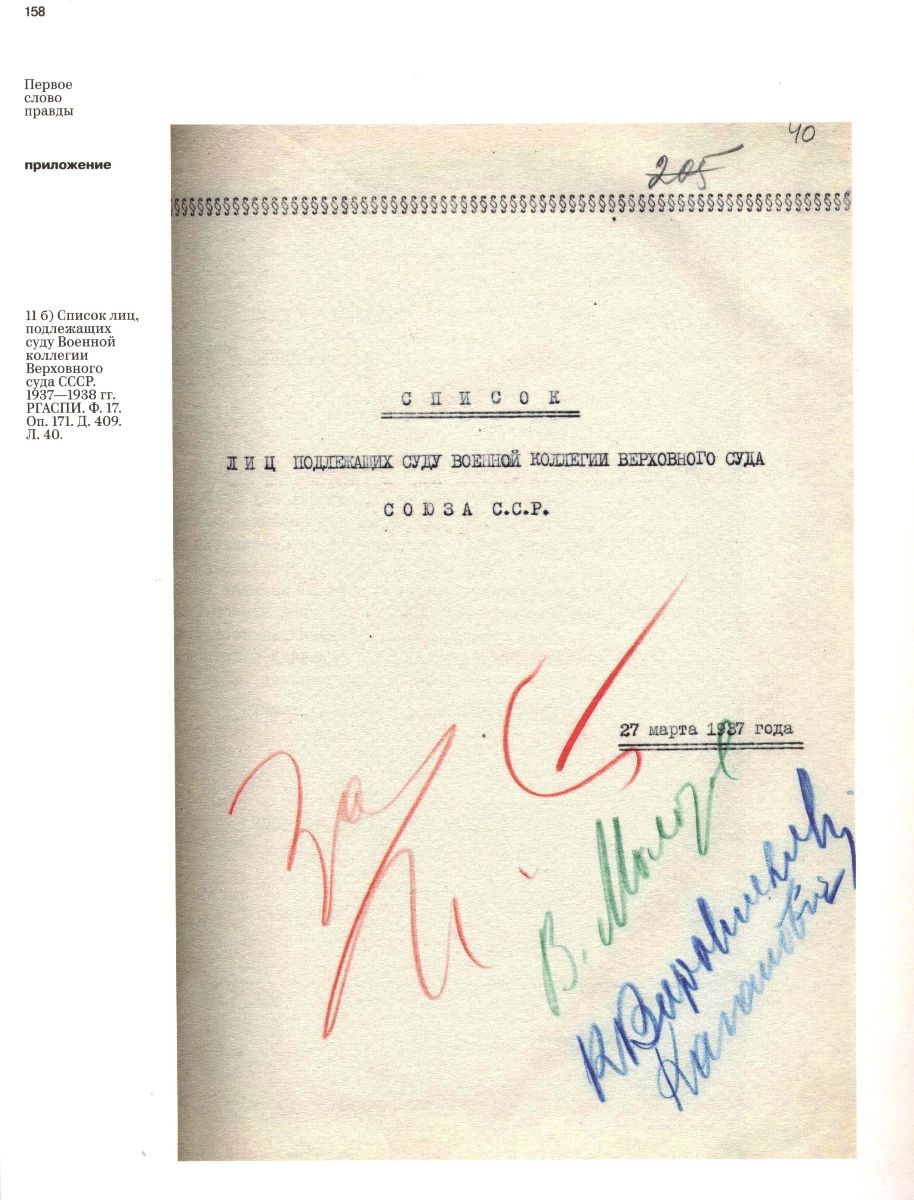 158
Первое
слово
правды
приложение
11 б) Список лиц,
подлежащих
суду Военной
коллегии
Верховного
суда СССР.
1937—1938 гг.
РГАСПИ. Ф. 17.
Оп. 171. Д. 409.
Л. 40.
40
205
§§§§§§§§§§§§§§§§§§§§§§§§§§§§§§§§§§§§§§§§§§§§§§§§§§§§§§§§§§§§§§§§§§§§§§§§§§§§
С П И С О К
Л И Ц ПОДЛЕЖАЩИХ СУДУ ВОЕННОЙ КОЛЛЕГИИ ВЕРХОВНОГО СУДА
С О Ю З А С.С.Р.
27 марта 1937 года
За
В. Молотов
К Ворошилов
Каганович